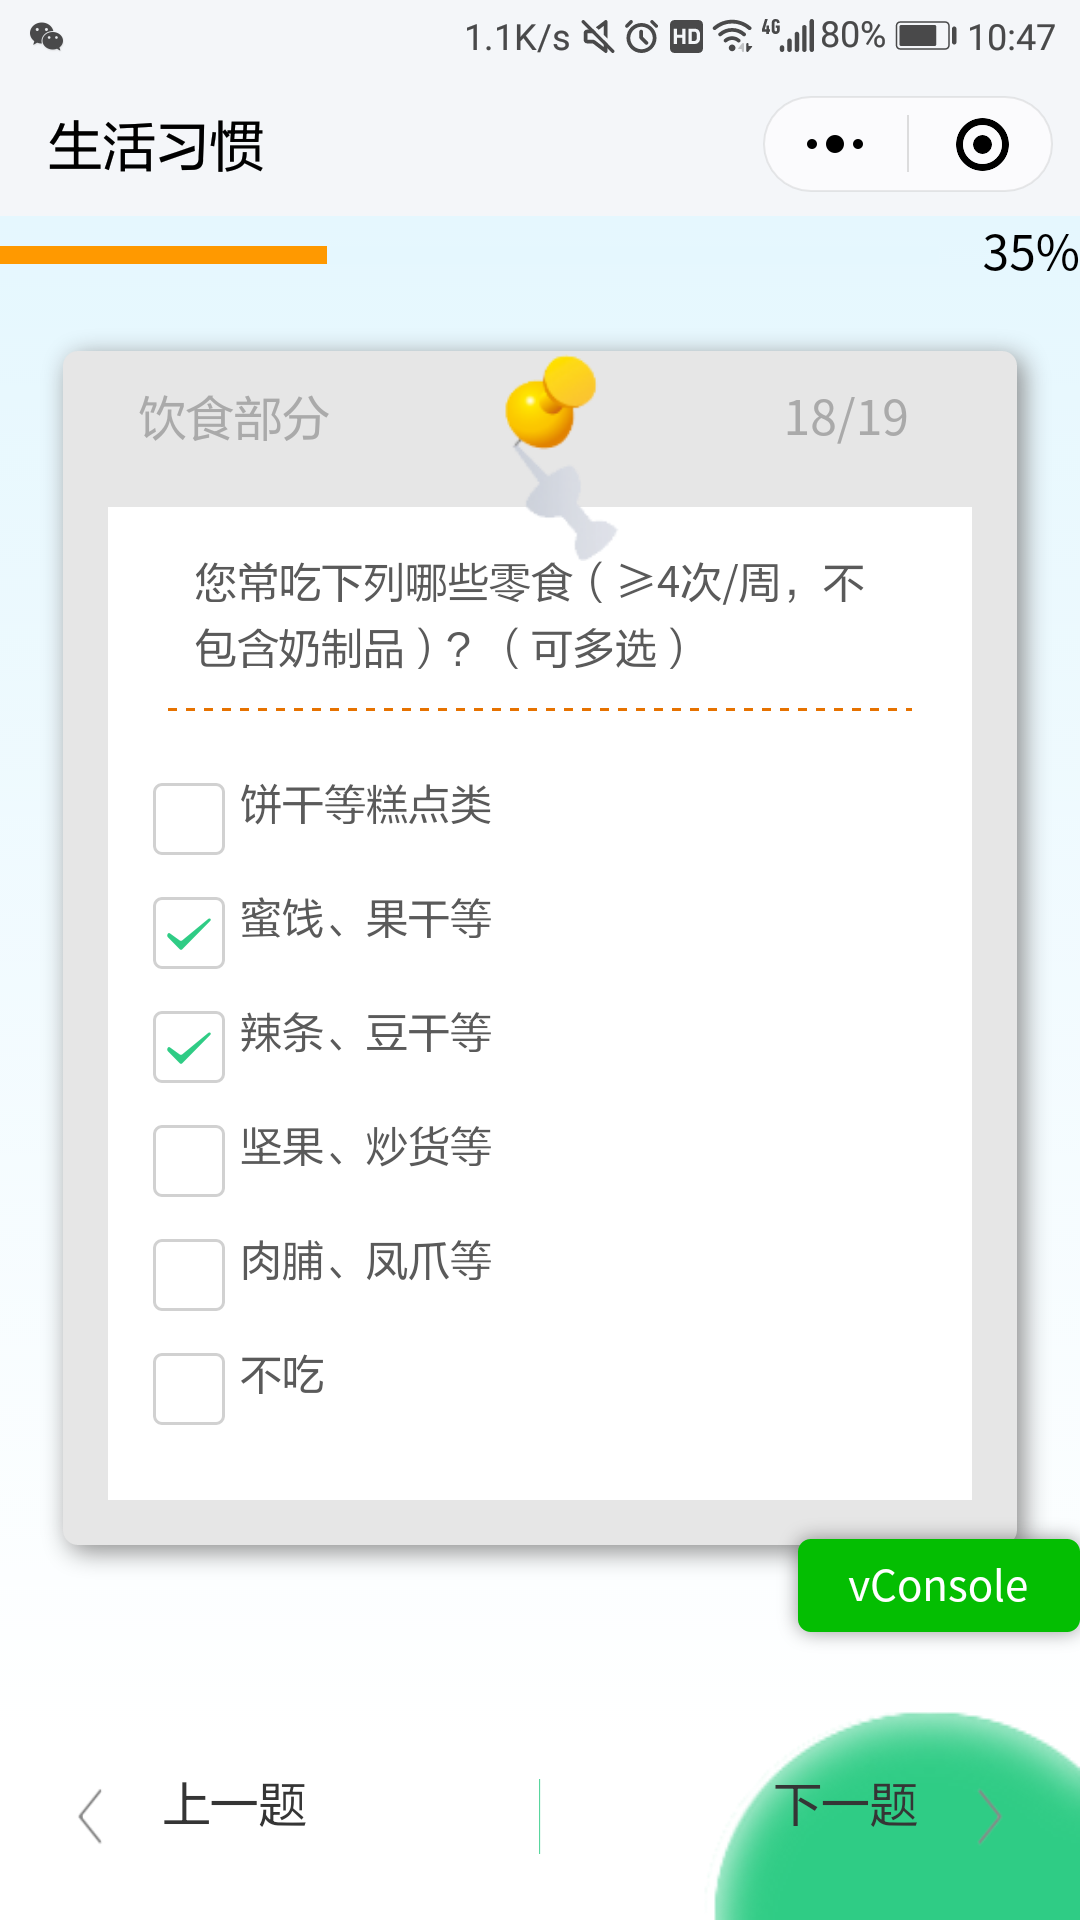 1.1K/s HD 4G 80% 10:47
生活习惯
35%
饮食部分 18/19
您常吃下列哪些零食（≥4次/周，不
包含奶制品）？（可多选）
饼干等糕点类
蜜饯、果干等
辣条、豆干等
坚果、炒货等
肉脯、凤爪等
不吃
vConsole
上一题 下一题